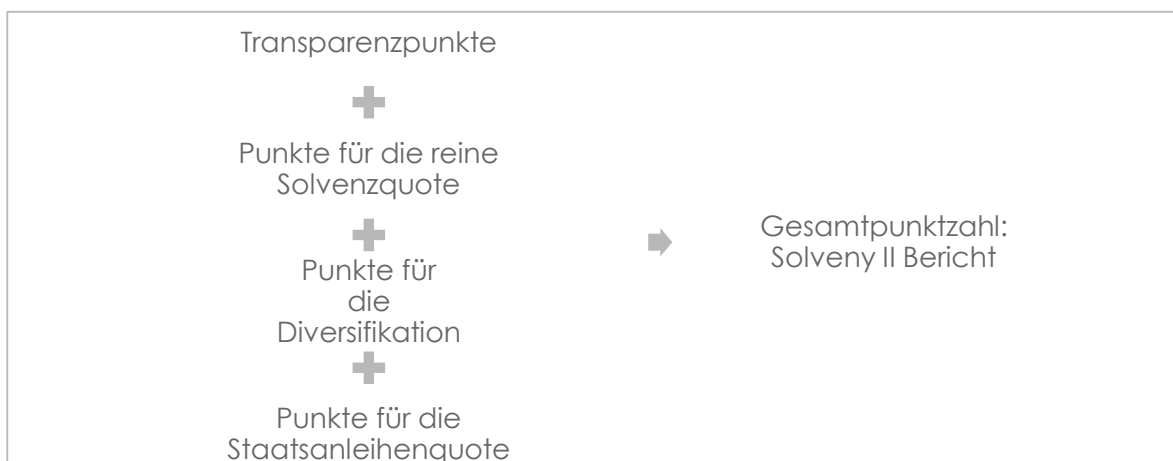 Transparenzpunkte
Punkte für die reine
Solvenzquote
Punkte für
die
Diversifikation
Punkte für die
Staatsanleihenquote
Gesamtpunktzahl:
Solveny II Bericht